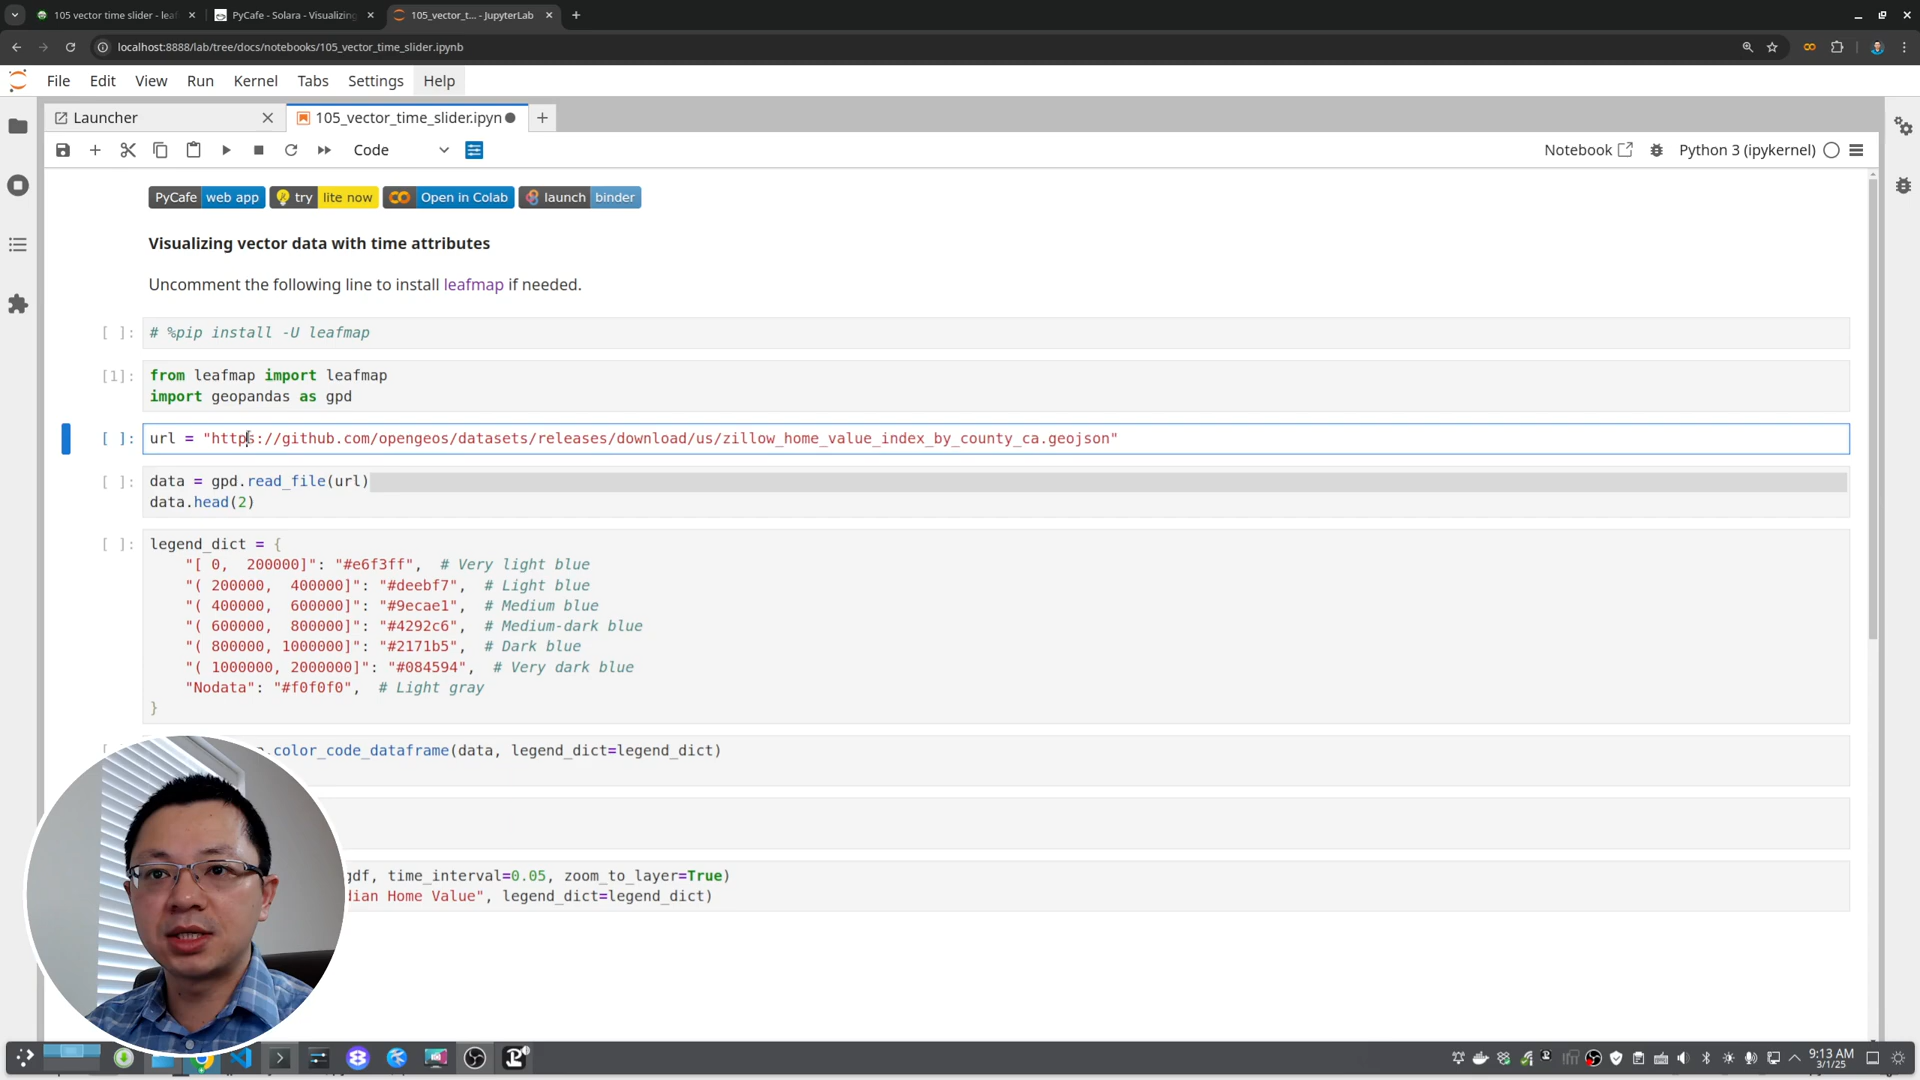 105 vector time slider - leaf
PyCafe - Solara - Visualizing
105_vector_t... - JupyterLab
localhost:8888/lab/tree/docs/notebooks/105_vector_time_slider.ipynb
File Edit View Run Kernel Tabs Settings Help
Launcher
105_vector_time_slider.ipyn
Code
Notebook
Python 3 (ipykernel)
PyCafe web app try lite now Open in Colab launch binder
Visualizing vector data with time attributes
Uncomment the following line to install leafmap if needed.
[ ]: # %pip install -U leafmap
[1]: from leafmap import leafmap
import geopandas as gpd
[ ]: url = "https://github.com/opengeos/datasets/releases/download/us/zillow_home_value_index_by_county_ca.geojson"
[ ]: data = gpd.read_file(url)
data.head(2)
[ ]: legend_dict = {
"[ 0,  200000]": "#e6f3ff",  # Very light blue
"( 200000,  400000]": "#deebf7",  # Light blue
"( 400000,  600000]": "#9ecae1",  # Medium blue
"( 600000,  800000]": "#4292c6",  # Medium-dark blue
"( 800000, 1000000]": "#2171b5",  # Dark blue
"( 1000000, 2000000]": "#084594",  # Very dark blue
"Nodata": "#f0f0f0",  # Light gray
}
.color_code_dataframe(data, legend_dict=legend_dict)
gdf, time_interval=0.05, zoom_to_layer=True)
dian Home Value", legend_dict=legend_dict)
9:13 AM
3/1/25